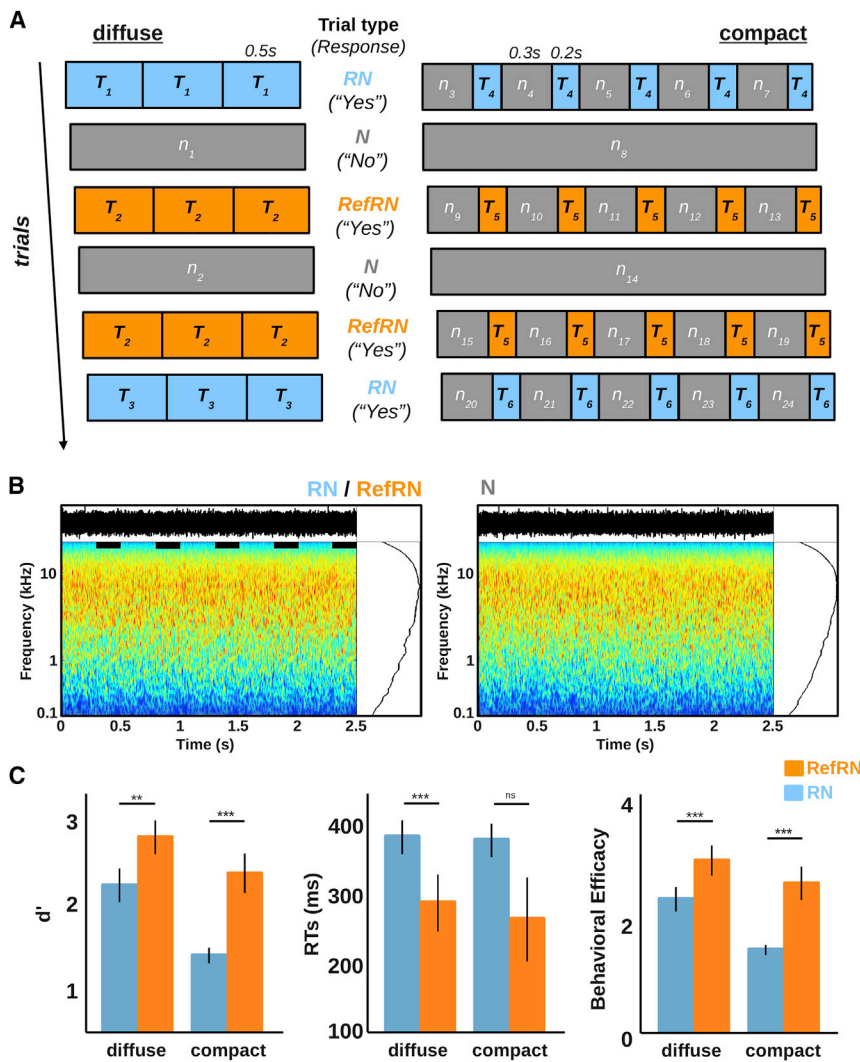 A
diffuse
Trial type
(Response)
compact
0.5s
0.3s 0.2s
trials
T1 T1 T1
RN
("Yes")
n3 T4 n4 T4 n5 T4 n6 T4 n7 T4
n1
N
("No")
n8
T2 T2 T2
RefRN
("Yes")
n9 T5 n10 T5 n11 T5 n12 T5 n13 T5
n2
N
("No")
n14
T2 T2 T2
RefRN
("Yes")
n15 T5 n16 T5 n17 T5 n18 T5 n19 T5
T3 T3 T3
RN
("Yes")
n20 T6 n21 T6 n22 T6 n23 T6 n24 T6
B
RN / RefRN
N
Frequency (kHz)
10
1
0.1
0 0.5 1 1.5 2 2.5
Time (s)
Frequency (kHz)
10
1
0.1
0 0.5 1 1.5 2 2.5
Time (s)
C
RefRN
RN
d'
3
2
1
** ***
diffuse compact
RTs (ms)
400
300
200
100
*** ns
diffuse compact
Behavioral Efficacy
4
2
0
*** ***
diffuse compact